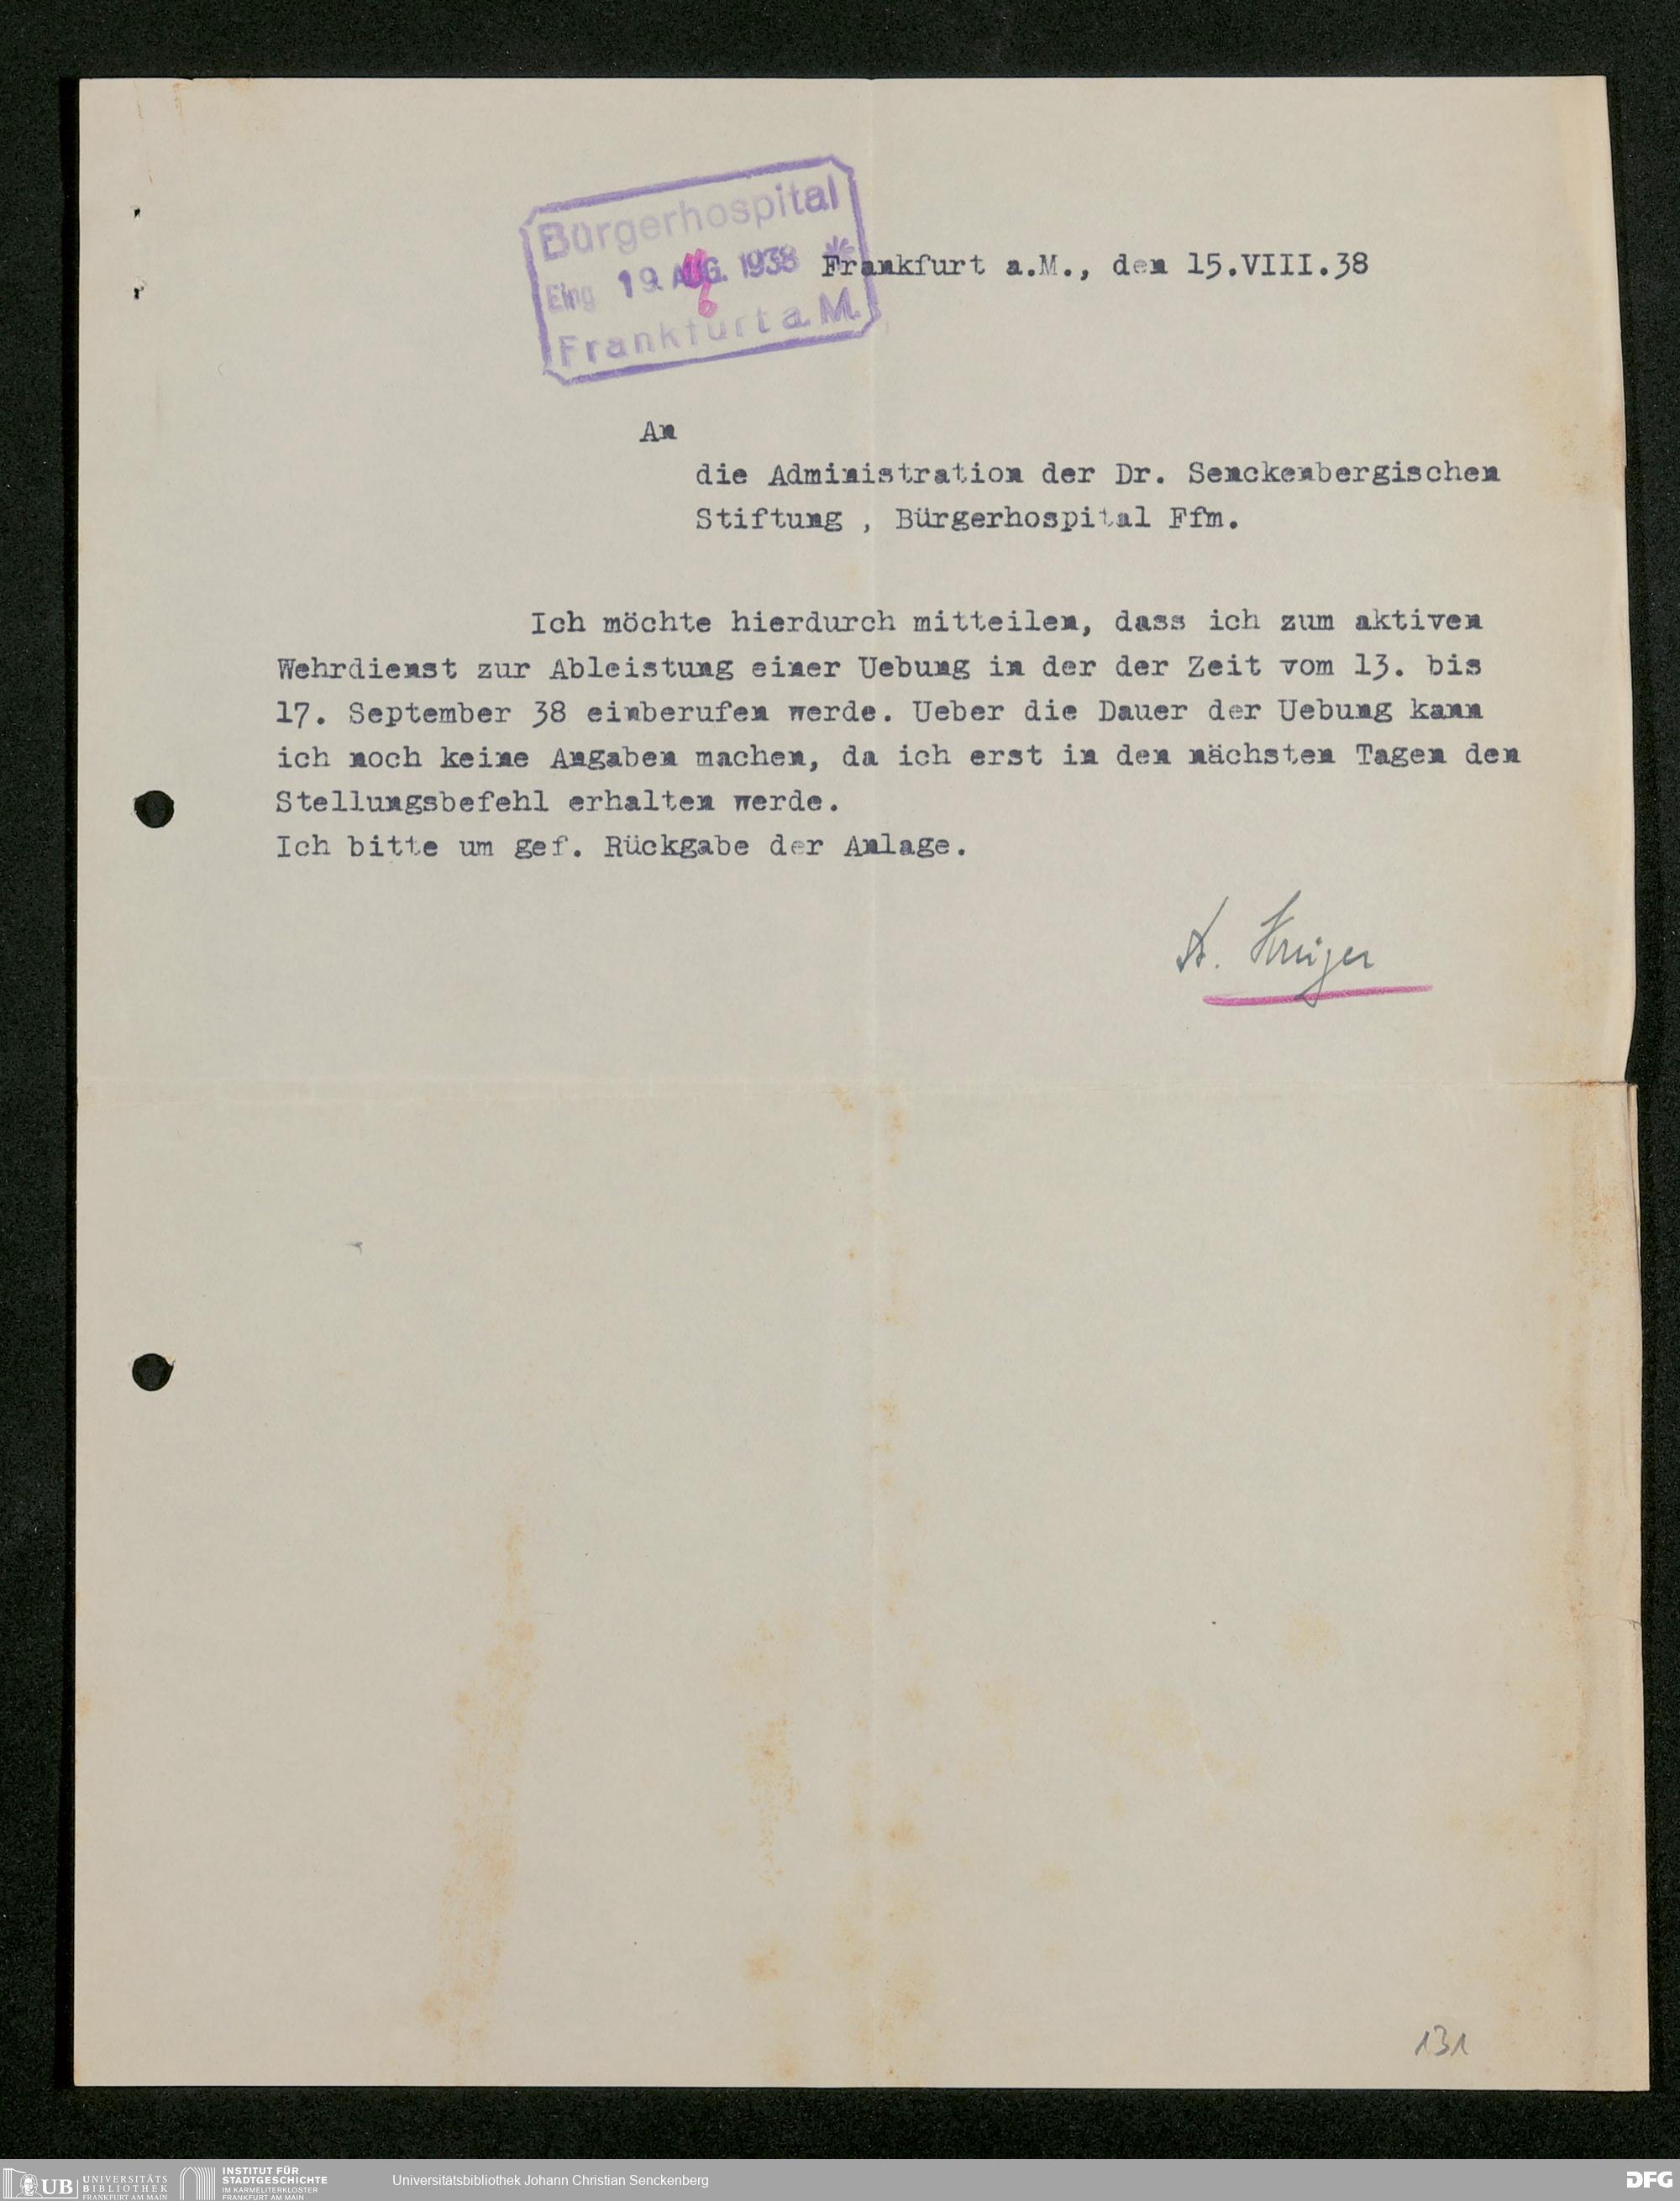 Bürgerhospital
Eing 19. AUG. 1938
Frankfurt a. M.
Frankfurt a.M., den 15.VIII.38
An
die Administration der Dr. Senckenbergischen
Stiftung , Bürgerhospital Ffm.
Ich möchte hierdurch mitteilen, dass ich zum aktiven
Wehrdienst zur Ableistung einer Uebung in der der Zeit vom 13. bis
17. September 38 einberufen werde. Ueber die Dauer der Uebung kann
ich noch keine Angaben machen, da ich erst in den nächsten Tagen den
Stellungsbefehl erhalten werde.
Ich bitte um gef. Rückgabe der Anlage.
A. Krüger
131
UB UNIVERSITÄTS
BIBLIOTHEK
FRANKFURT AM MAIN
INSTITUT FÜR
STADTGESCHICHTE
IM KARMELITERKLOSTER
FRANKFURT AM MAIN
Universitätsbibliothek Johann Christian Senckenberg
DFG